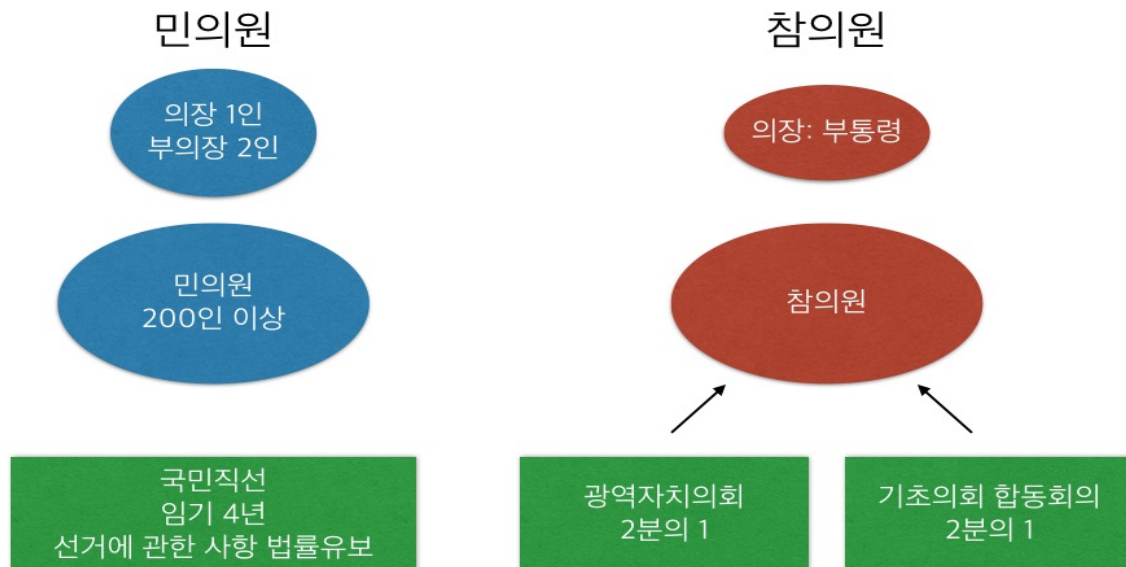 민의원
의장 1인
부의장 2인
민의원
200인 이상
국민직선
임기 4년
선거에 관한 사항 법률유보
참의원
의장: 부통령
참의원
광역자치의회
2분의 1
기초의회 합동회의
2분의 1